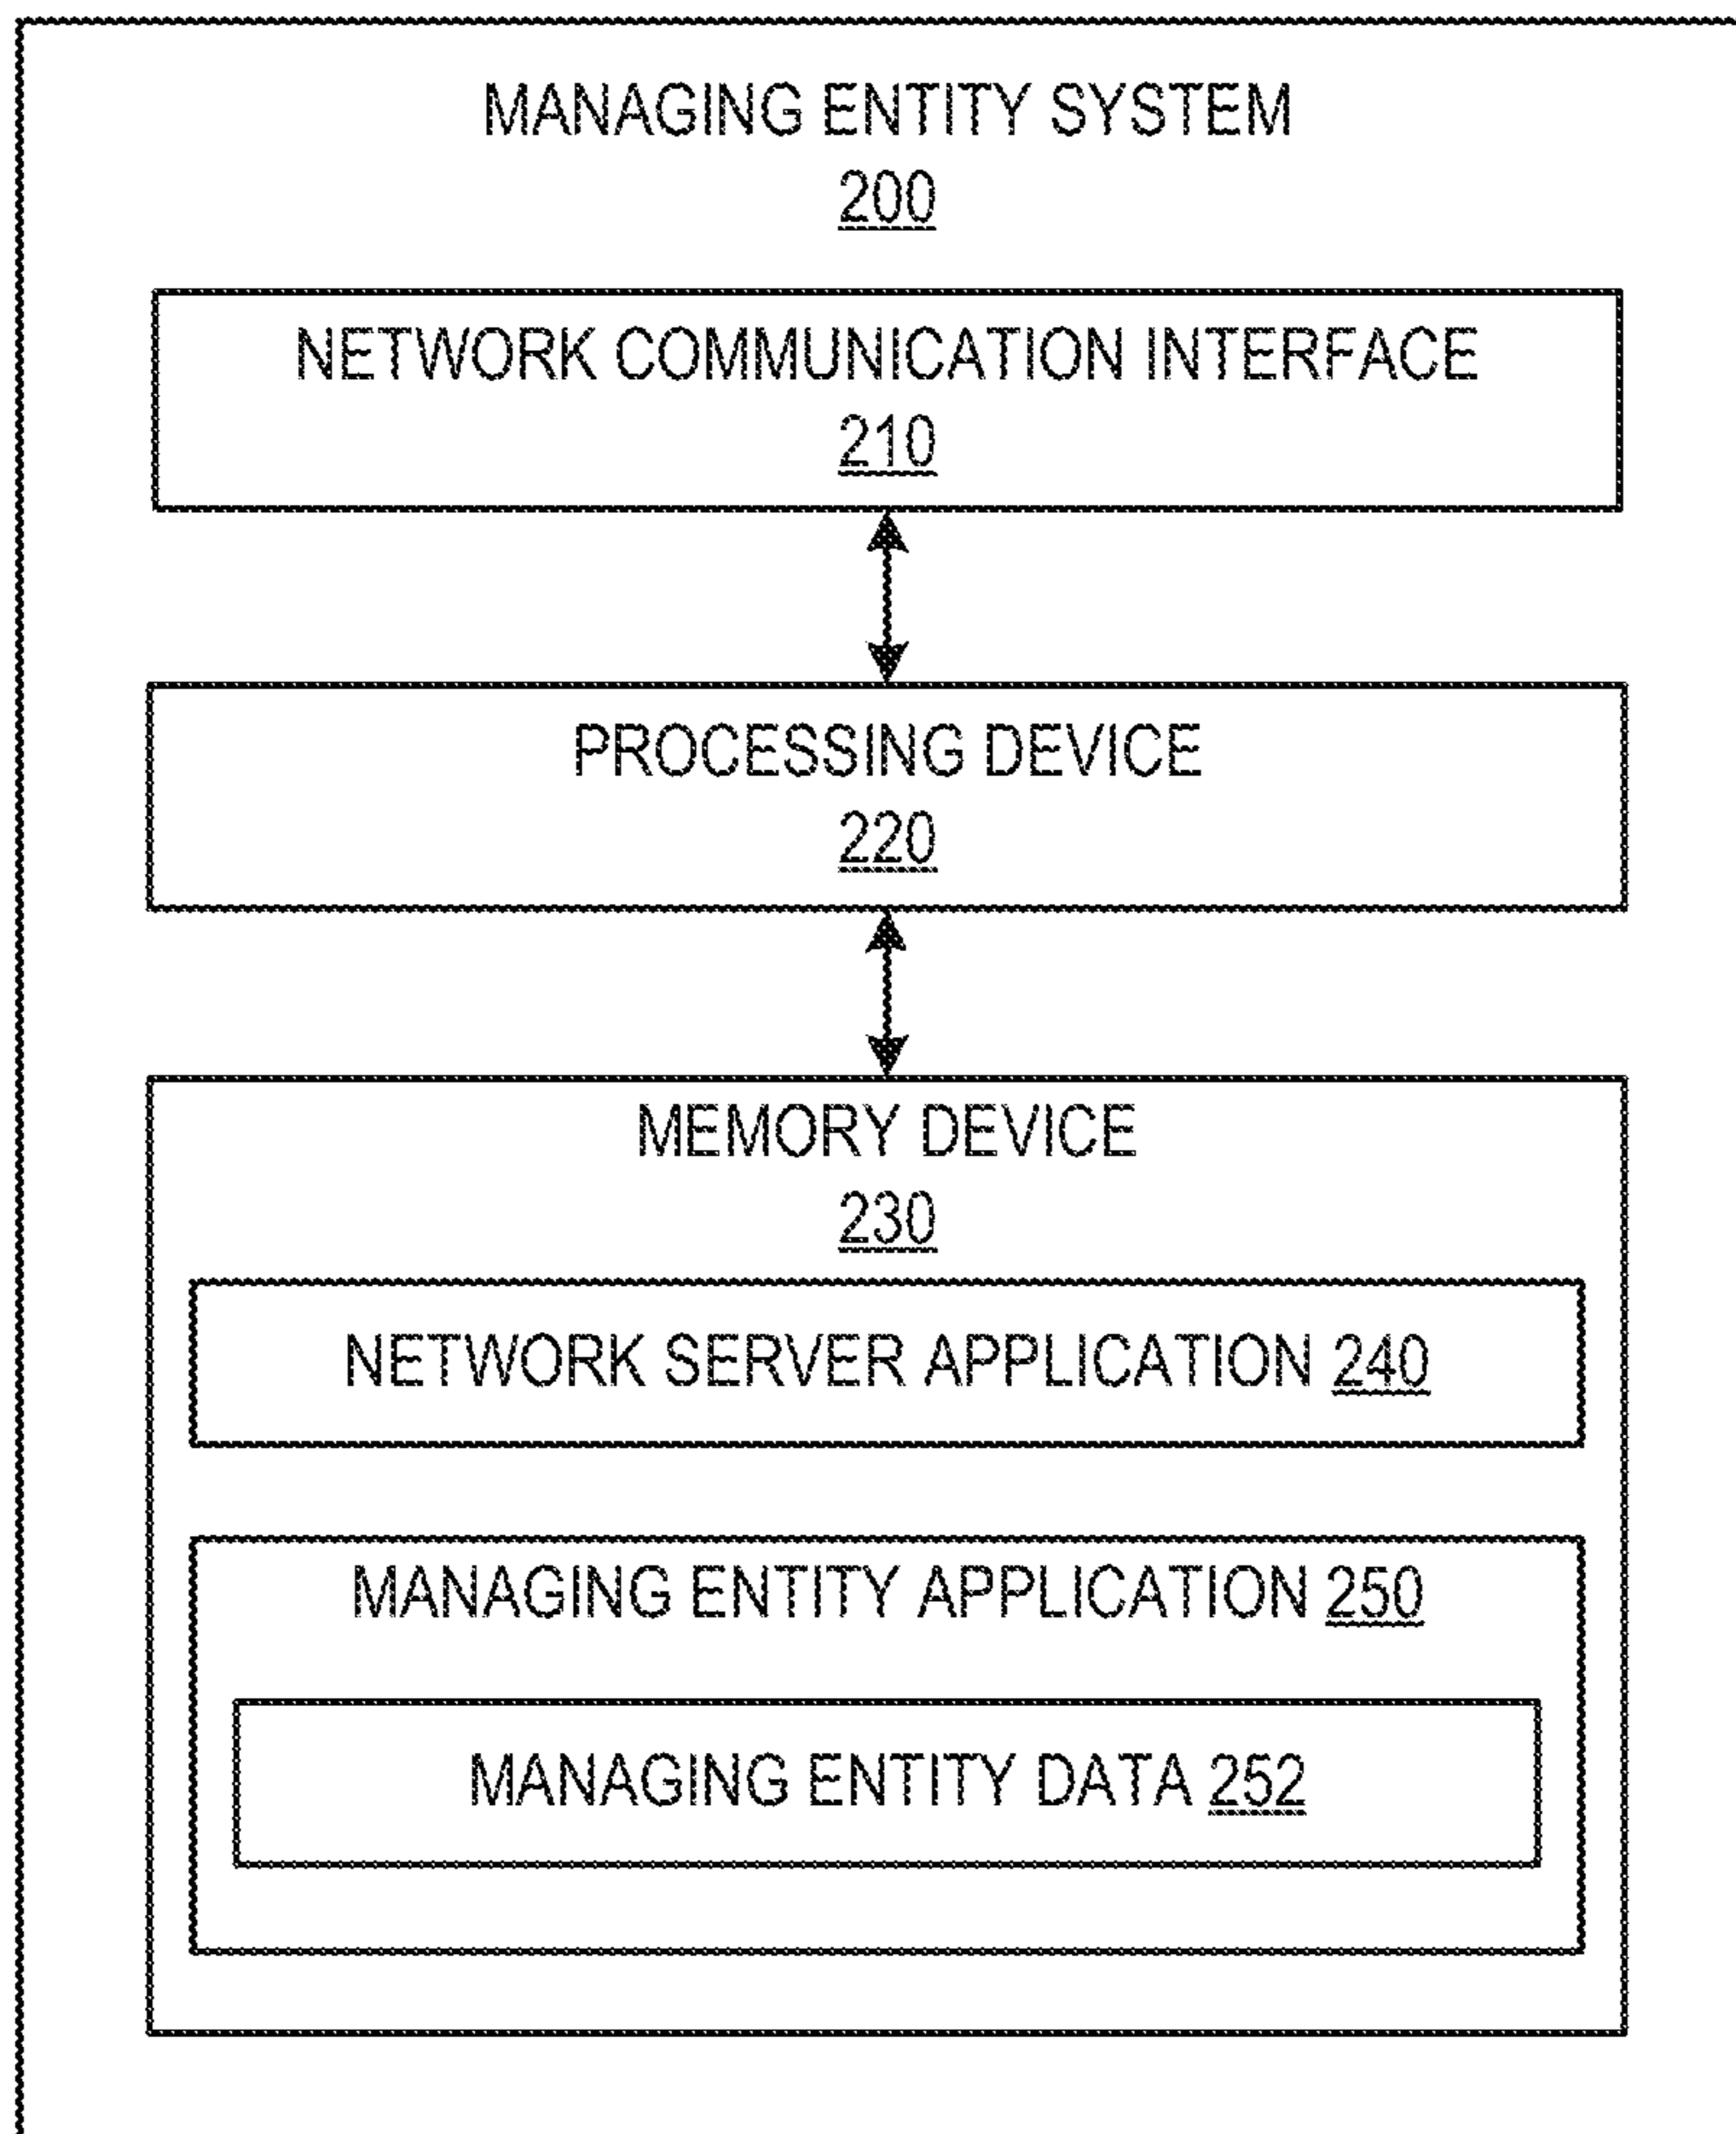 MANAGING ENTITY SYSTEM
200
NETWORK COMMUNICATION INTERFACE
210
PROCESSING DEVICE
220
MEMORY DEVICE
230
NETWORK SERVER APPLICATION 240
MANAGING ENTITY APPLICATION 250
MANAGING ENTITY DATA 252